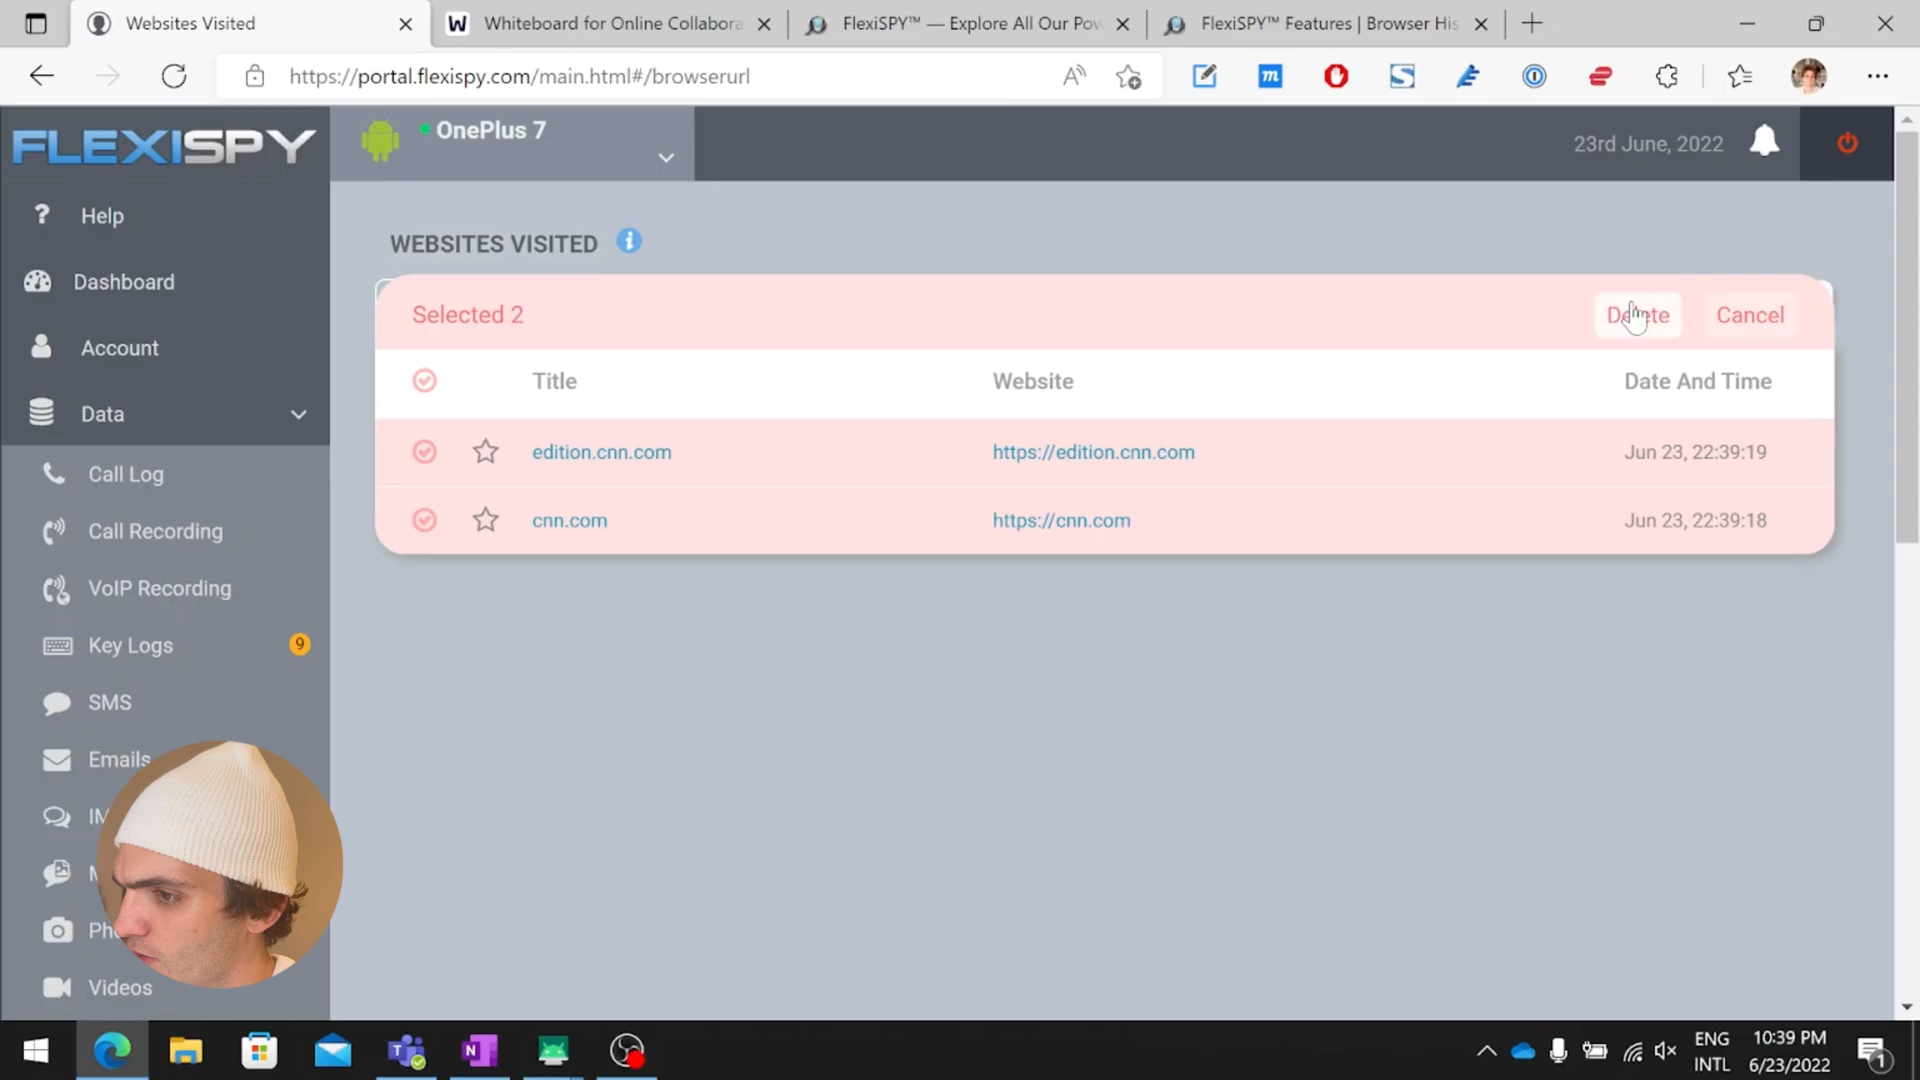 Websites Visited
Whiteboard for Online Collabora
FlexiSPY™ — Explore All Our Pow
FlexiSPY™ Features | Browser His
https://portal.flexispy.com/main.html#/browserurl
FLEXISPY
OnePlus 7
23rd June, 2022
Help
Dashboard
Account
Data
Call Log
Call Recording
VoIP Recording
Key Logs
9
SMS
Emails
IM
M
Pho
Videos
WEBSITES VISITED
Selected 2
Delete
Cancel
Title
Website
Date And Time
edition.cnn.com
https://edition.cnn.com
Jun 23, 22:39:19
cnn.com
https://cnn.com
Jun 23, 22:39:18
ENG
INTL
10:39 PM
6/23/2022
1